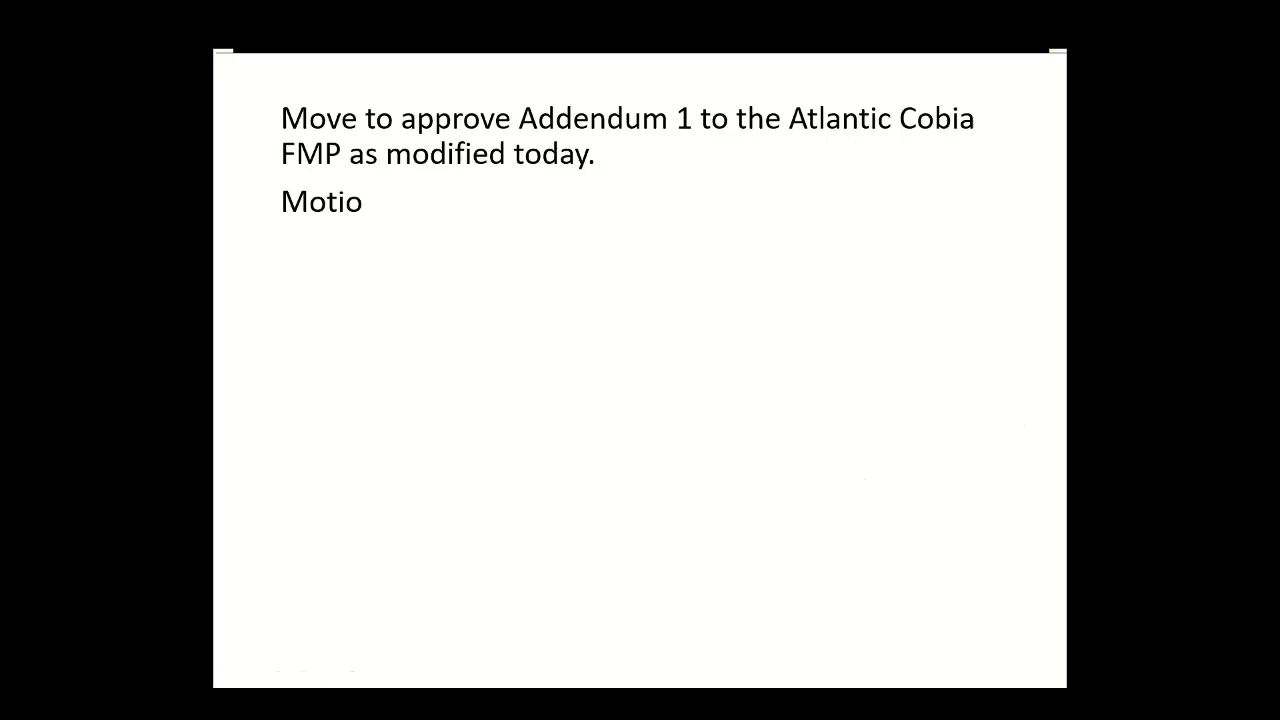 Move to approve Addendum 1 to the Atlantic Cobia
FMP as modified today.
Motio